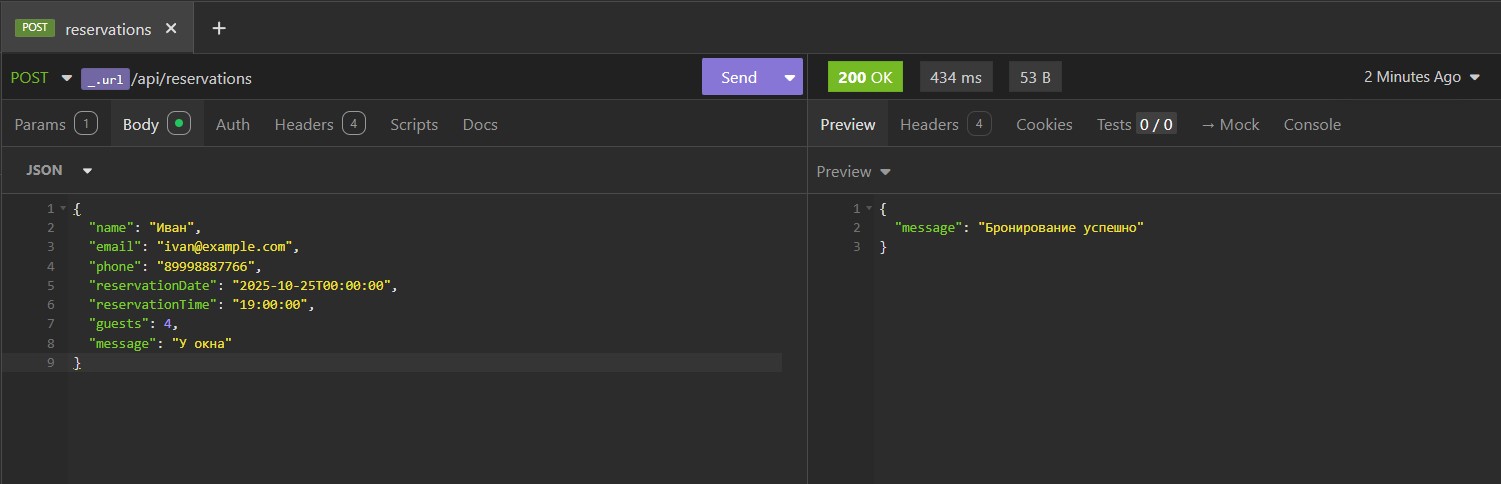 POST reservations
POST _.url /api/reservations Send 200 OK 434 ms 53 B 2 Minutes Ago
Params 1 Body Auth Headers 4 Scripts Docs Preview Headers 4 Cookies Tests 0 / 0 → Mock Console
JSON Preview
1 {
2 "name": "Иван",
3 "email": "ivan@example.com",
4 "phone": "89998887766",
5 "reservationDate": "2025-10-25T00:00:00",
6 "reservationTime": "19:00:00",
7 "guests": 4,
8 "message": "У окна"
9 }
1 {
2 "message": "Бронирование успешно"
3 }